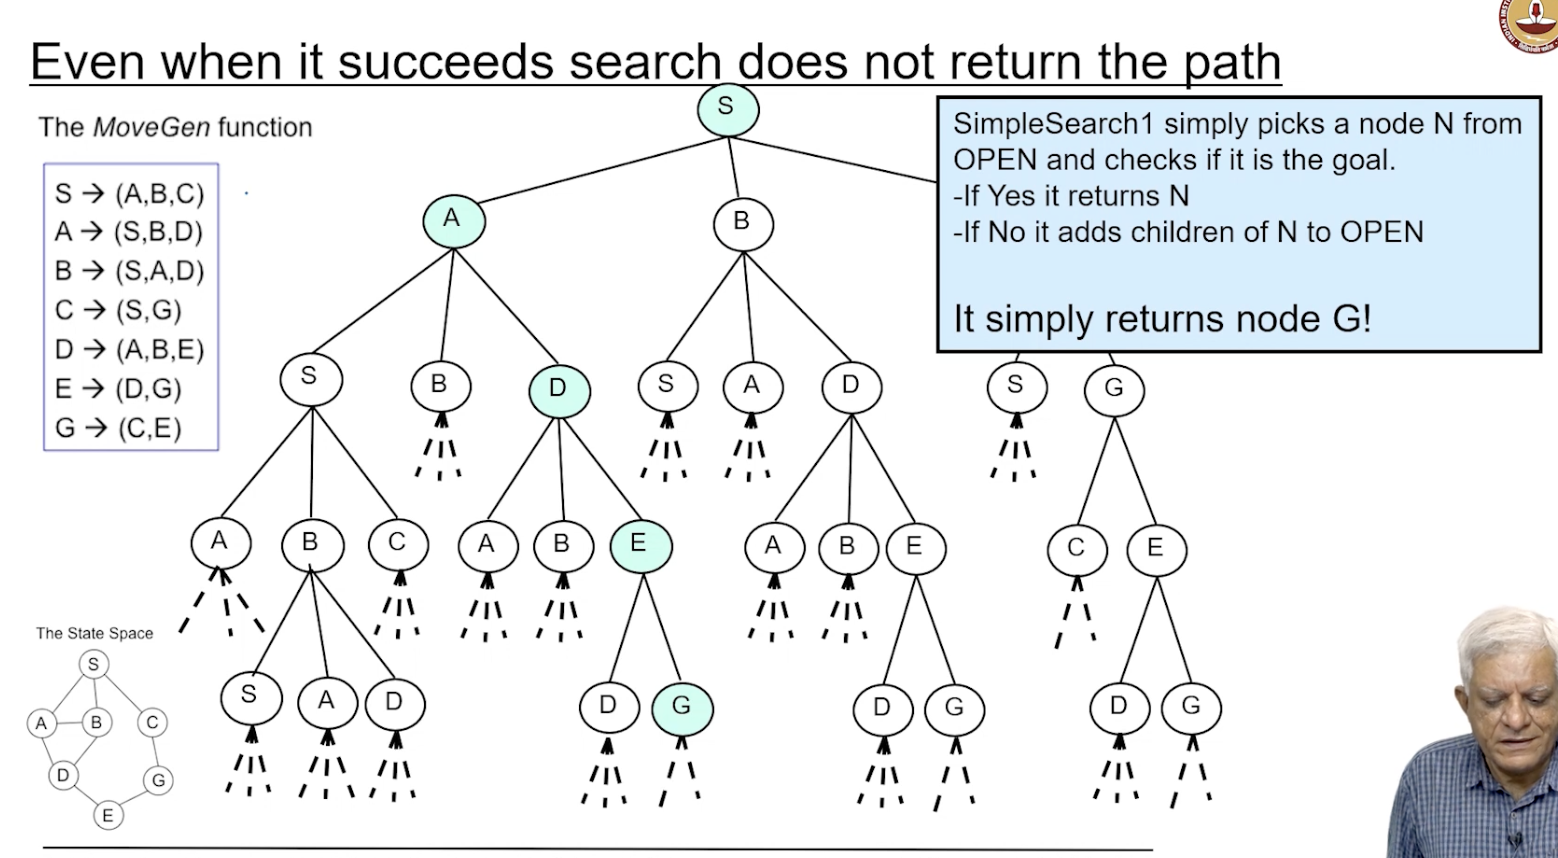 Even when it succeeds search does not return the path
The MoveGen function
S → (A,B,C)
A → (S,B,D)
B → (S,A,D)
C → (S,G)
D → (A,B,E)
E → (D,G)
G → (C,E)
SimpleSearch1 simply picks a node N from
OPEN and checks if it is the goal.
-If Yes it returns N
-If No it adds children of N to OPEN
It simply returns node G!
S
A B
S B D S A D S G
A B C A B E A B E C E
S A D D G D G D G
The State Space
S
A B C
D G
E